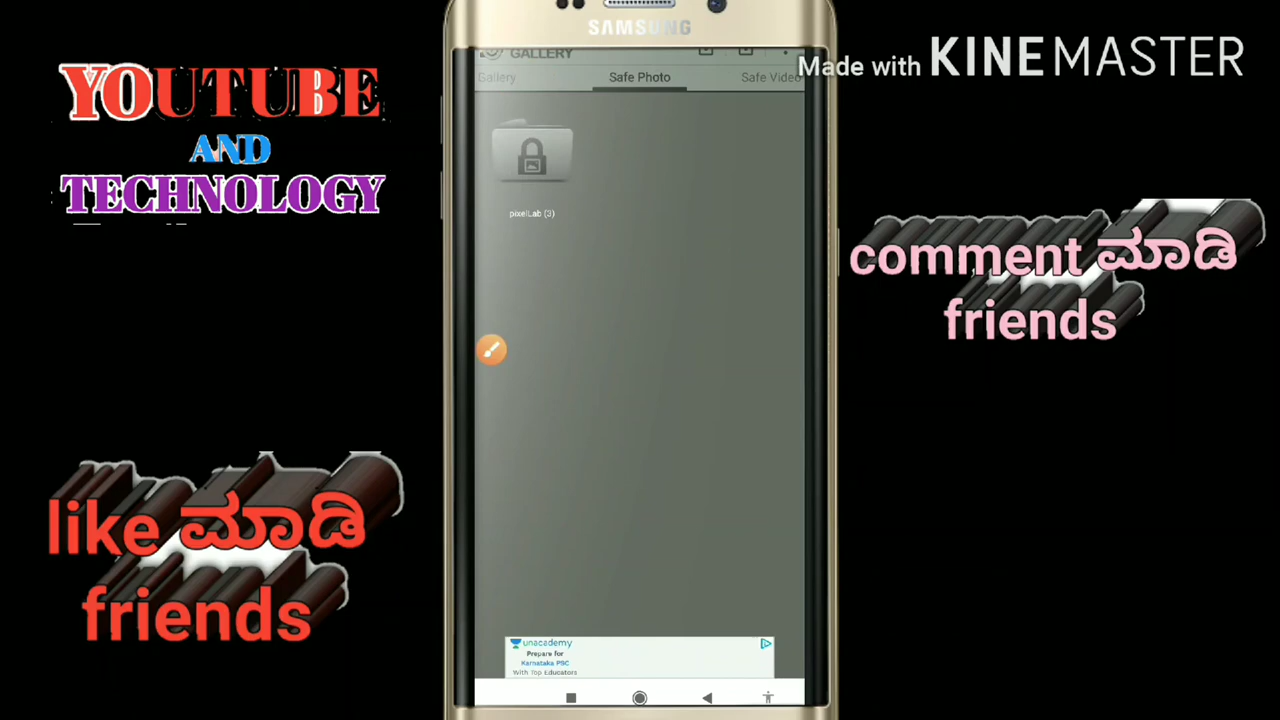 SAMSUNG
GALLERY
Gallery
Safe Photo
Safe Video
Made with KINEMASTER
YOUTUBE
AND
TECHNOLOGY
pixelLab (3)
comment ಮಾಡಿ
friends
like ಮಾಡಿ
friends
unacademy
Prepare for
Karnataka PSC
With Top Educators